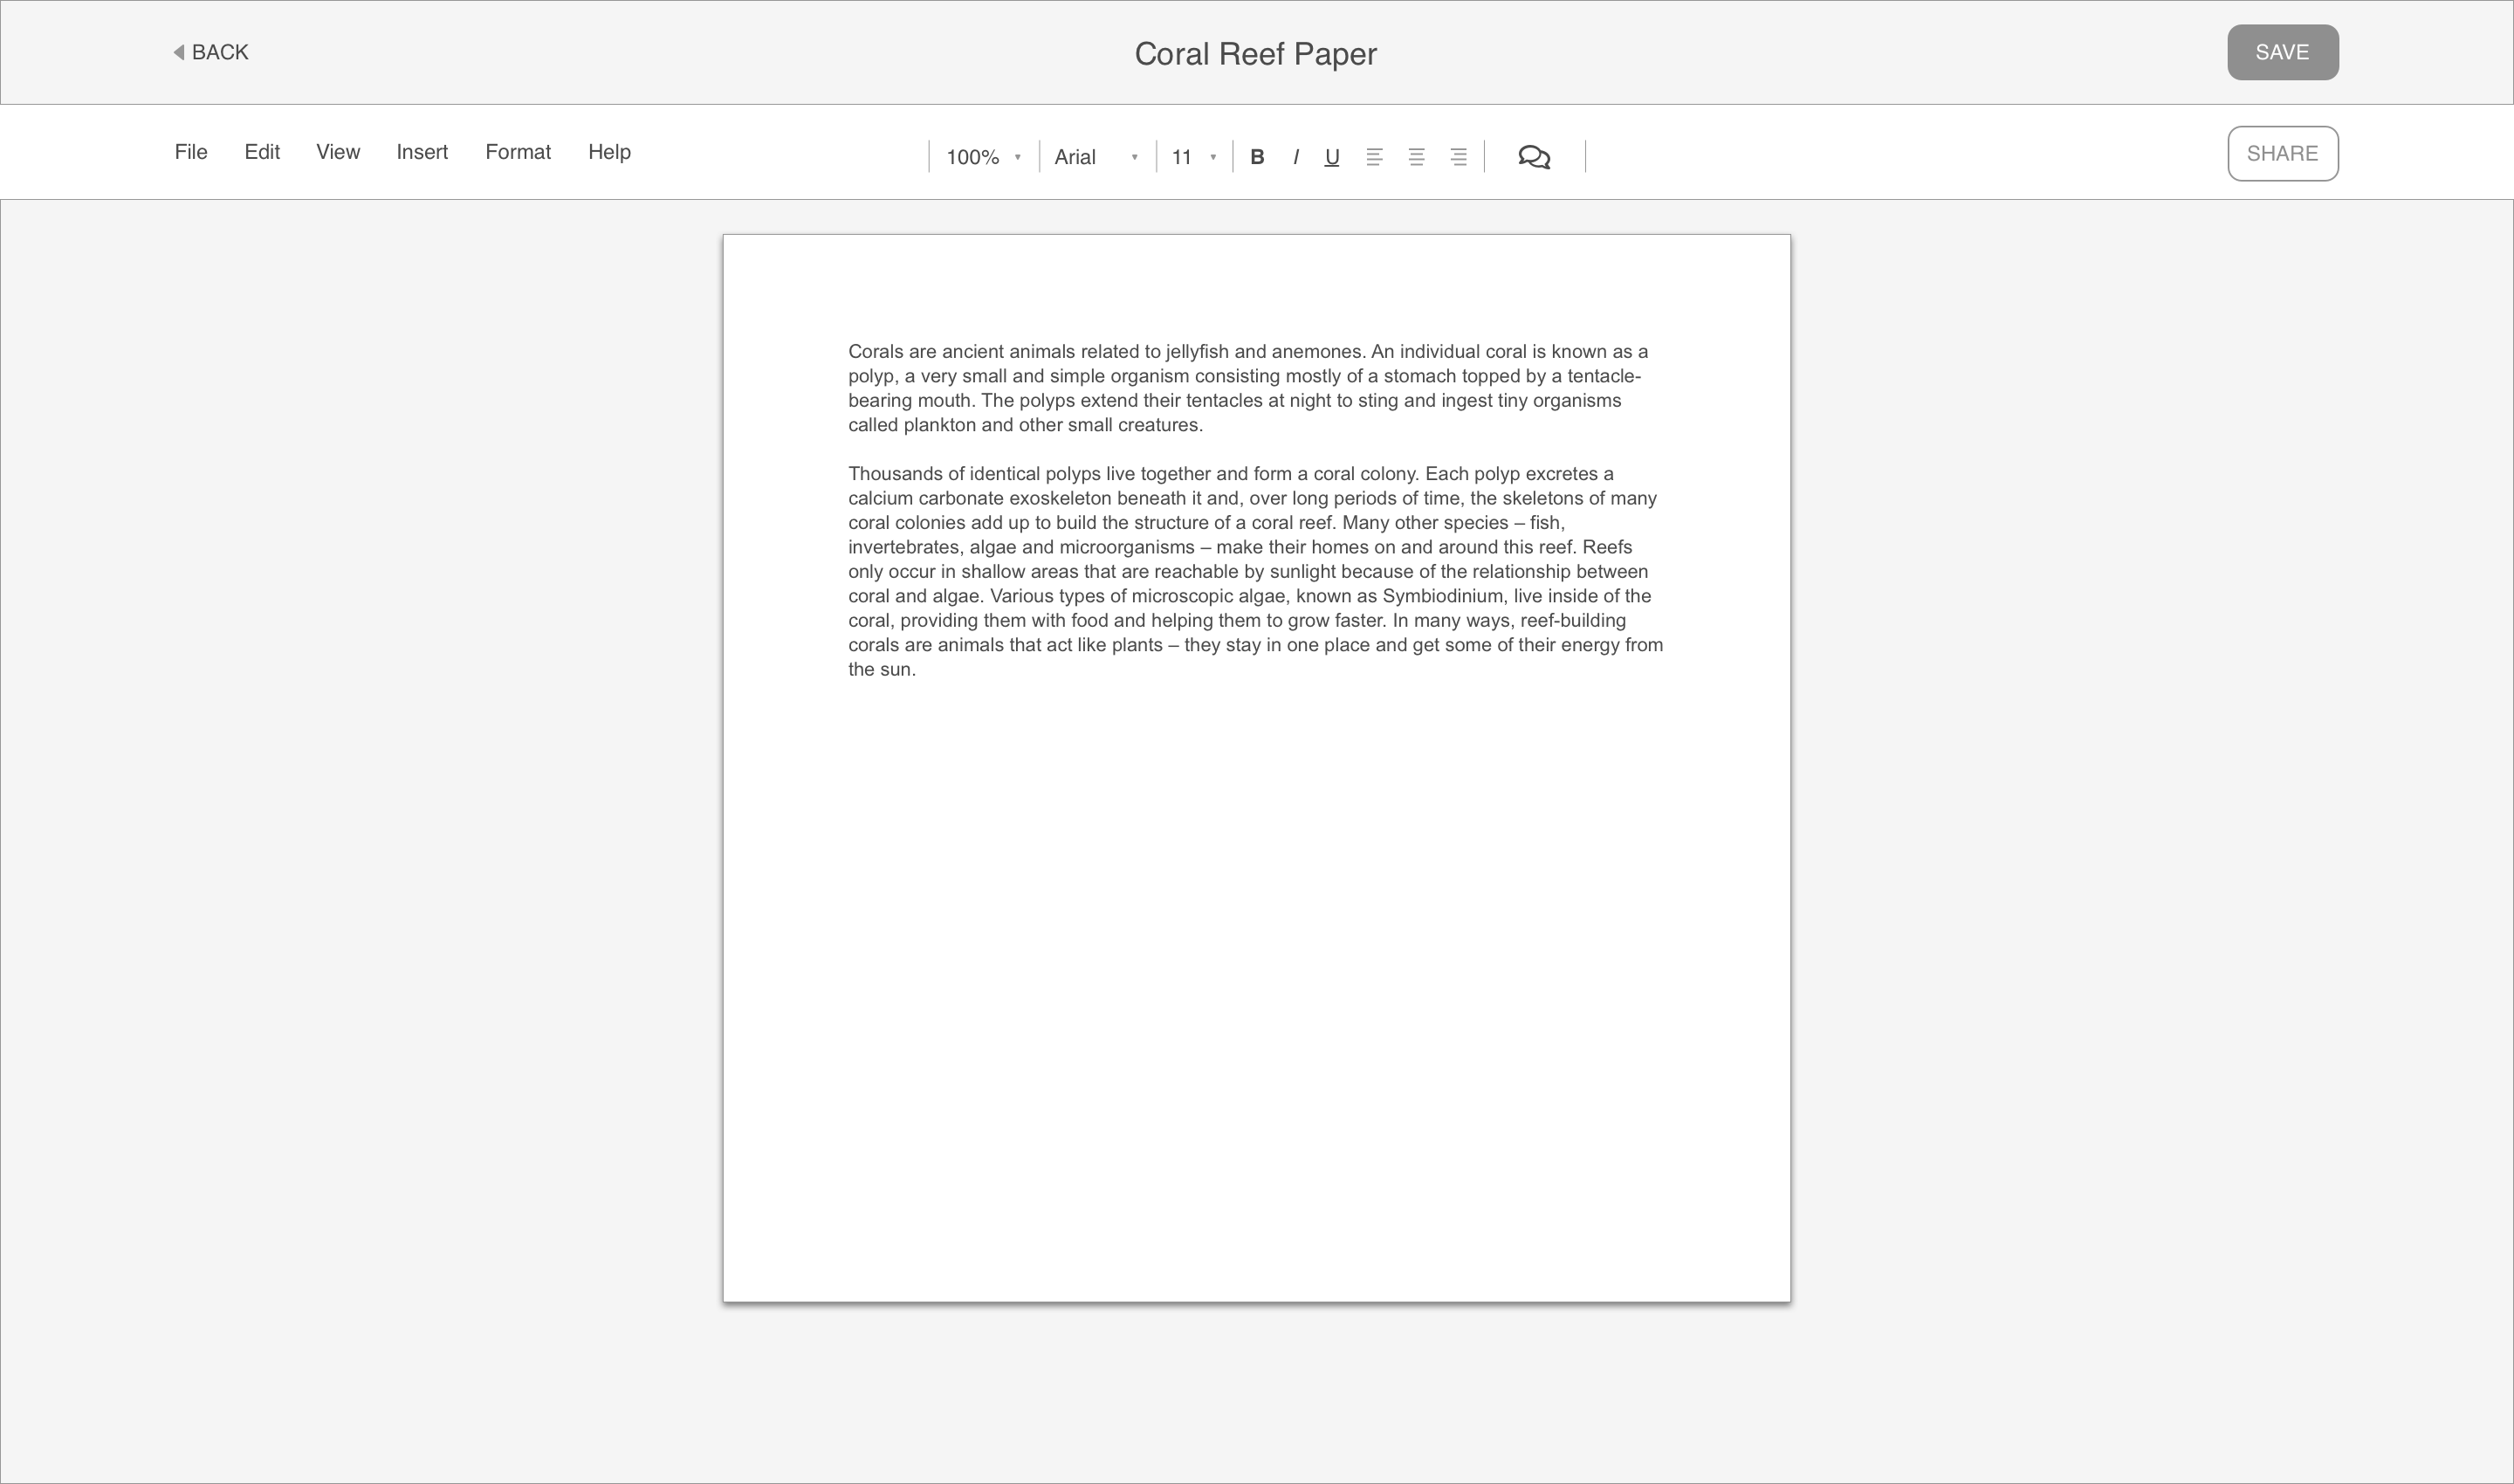 BACK
Coral Reef Paper
SAVE
File Edit View Insert Format Help
100% Arial 11 B I U
SHARE
Corals are ancient animals related to jellyfish and anemones. An individual coral is known as a
polyp, a very small and simple organism consisting mostly of a stomach topped by a tentacle-
bearing mouth. The polyps extend their tentacles at night to sting and ingest tiny organisms
called plankton and other small creatures.
Thousands of identical polyps live together and form a coral colony. Each polyp excretes a
calcium carbonate exoskeleton beneath it and, over long periods of time, the skeletons of many
coral colonies add up to build the structure of a coral reef. Many other species – fish,
invertebrates, algae and microorganisms – make their homes on and around this reef. Reefs
only occur in shallow areas that are reachable by sunlight because of the relationship between
coral and algae. Various types of microscopic algae, known as Symbiodinium, live inside of the
coral, providing them with food and helping them to grow faster. In many ways, reef-building
corals are animals that act like plants – they stay in one place and get some of their energy from
the sun.